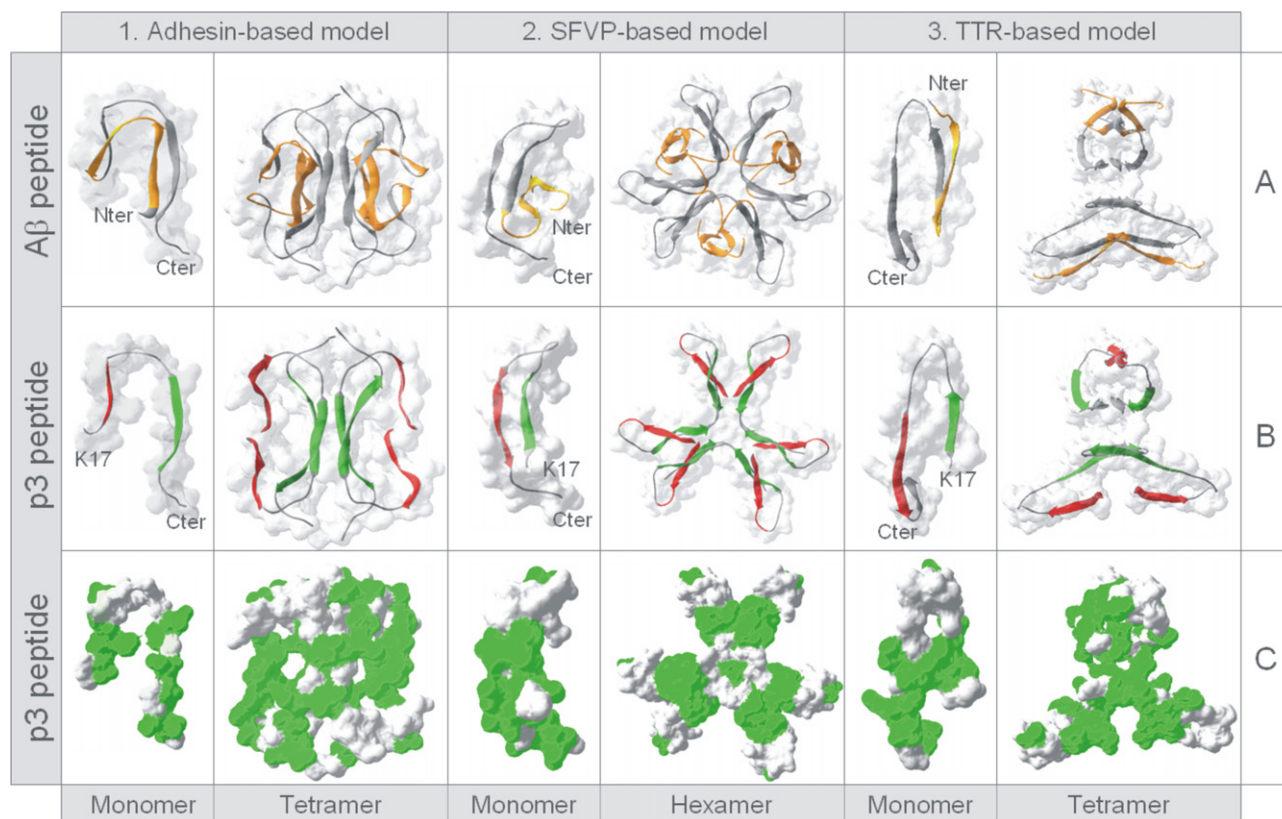 1. Adhesin-based model
2. SFVP-based model
3. TTR-based model
Aβ peptide
Nter
Cter
Nter
Cter
Nter
Cter
A
p3 peptide
K17
Cter
K17
Cter
K17
Cter
B
p3 peptide
C
Monomer
Tetramer
Monomer
Hexamer
Monomer
Tetramer